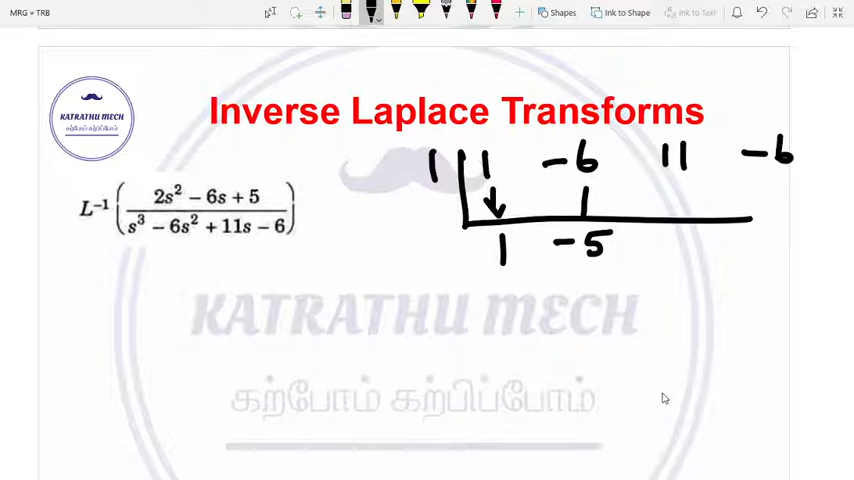 MRG » TRB
Shapes
Ink to Shape
Ink to Text
KATRATHU MECH
கற்போம் கற்பிப்போம்
Inverse Laplace Transforms
1 | 1 -6 11 -6
↓ 1
1 -5
L⁻¹ ( (2s² − 6s + 5) / (s³ − 6s² + 11s − 6) )
KATRATHU MECH
கற்போம் கற்பிப்போம்